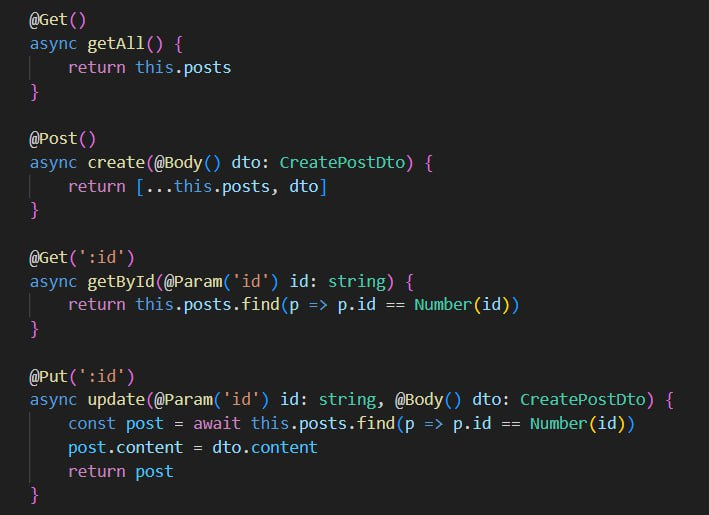 @Get()
async getAll() {
    return this.posts
}

@Post()
async create(@Body() dto: CreatePostDto) {
    return [...this.posts, dto]
}

@Get(':id')
async getById(@Param('id') id: string) {
    return this.posts.find(p => p.id == Number(id))
}

@Put(':id')
async update(@Param('id') id: string, @Body() dto: CreatePostDto) {
    const post = await this.posts.find(p => p.id == Number(id))
    post.content = dto.content
    return post
}